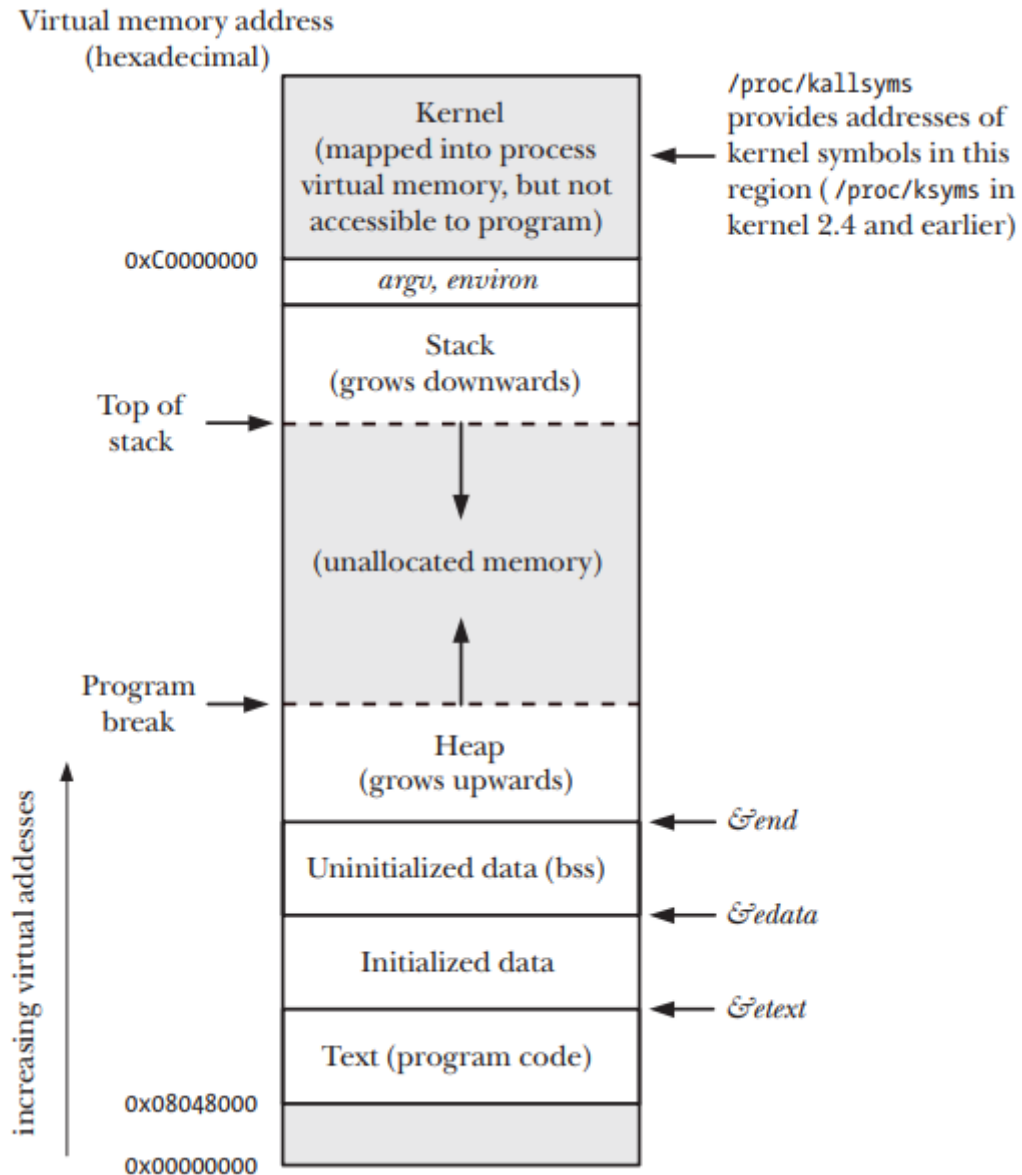 Virtual memory address
(hexadecimal)
Kernel
(mapped into process
virtual memory, but not
accessible to program)
/proc/kallsyms
provides addresses of
kernel symbols in this
region ( /proc/ksyms in
kernel 2.4 and earlier)
0xC0000000
argv, environ
Stack
(grows downwards)
Top of
stack
(unallocated memory)
Program
break
Heap
(grows upwards)
&end
Uninitialized data (bss)
&edata
Initialized data
&etext
Text (program code)
0x08048000
0x00000000
increasing virtual addesses